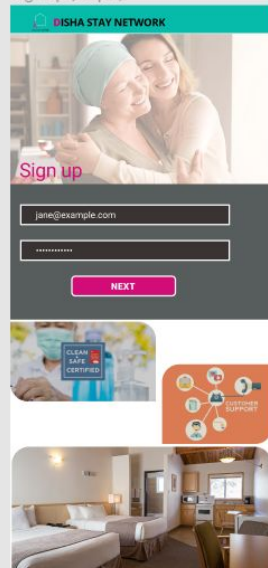 DISHA STAY NETWORK
Sign up
jane@example.com
NEXT
CLEAN
SAFE
CERTIFIED
CUSTOMER
SUPPORT